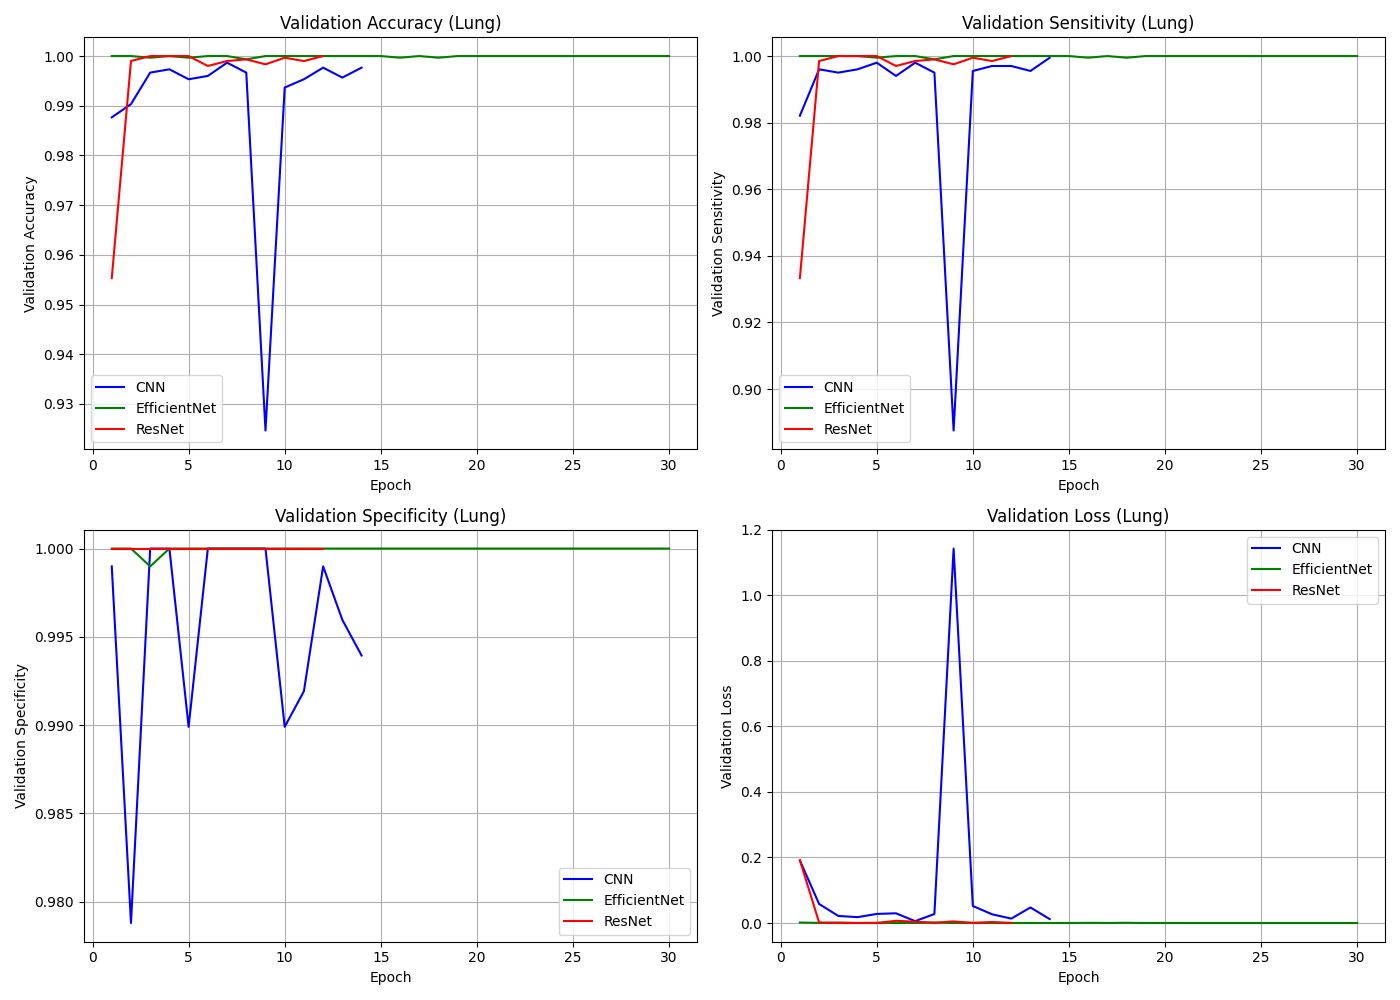 Validation Accuracy (Lung)
Validation Accuracy
1.00
0.99
0.98
0.97
0.96
0.95
0.94
0.93
CNN
EfficientNet
ResNet
0 5 10 15 20 25 30
Epoch
Validation Sensitivity (Lung)
Validation Sensitivity
1.00
0.98
0.96
0.94
0.92
0.90
CNN
EfficientNet
ResNet
0 5 10 15 20 25 30
Epoch
Validation Specificity (Lung)
Validation Specificity
1.000
0.995
0.990
0.985
0.980
CNN
EfficientNet
ResNet
0 5 10 15 20 25 30
Epoch
Validation Loss (Lung)
Validation Loss
1.2
1.0
0.8
0.6
0.4
0.2
0.0
CNN
EfficientNet
ResNet
0 5 10 15 20 25 30
Epoch